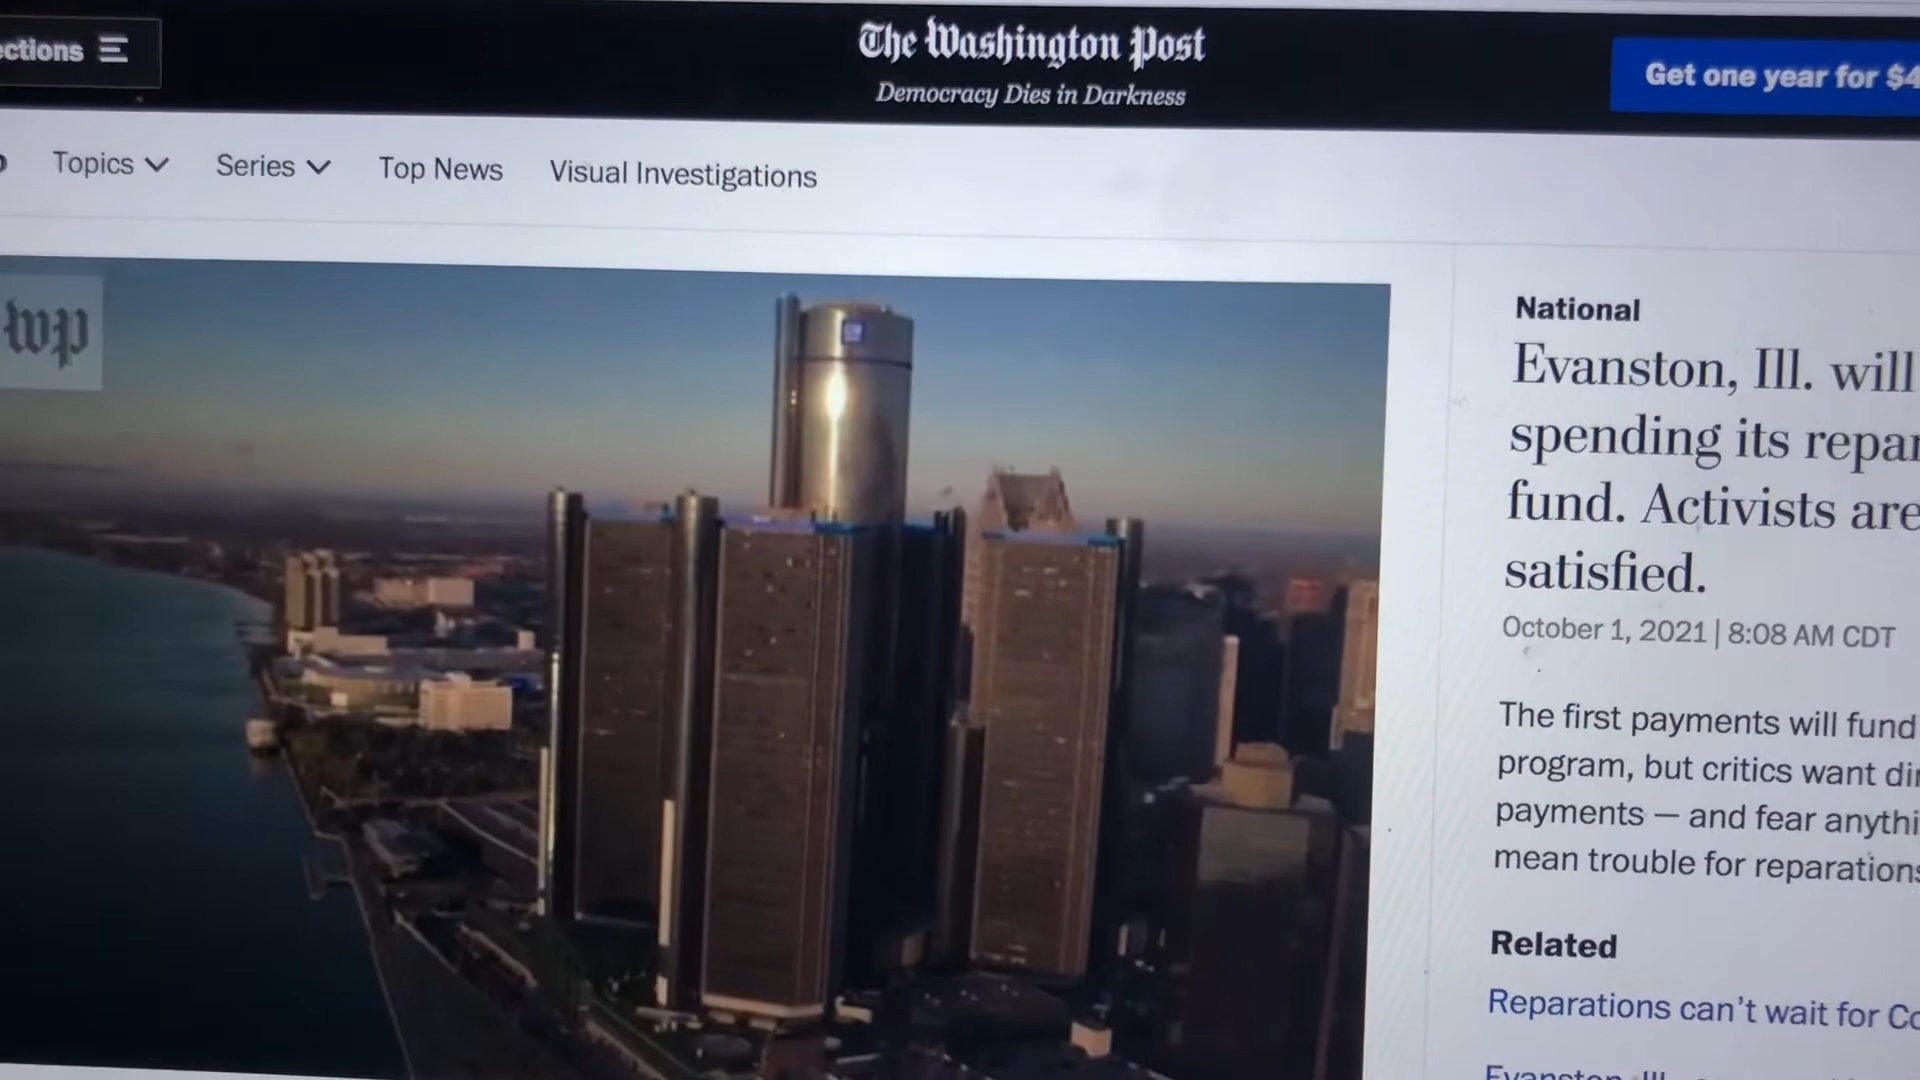 ctions
The Washington Post
Democracy Dies in Darkness
Get one year for $4
Topics
Series
Top News
Visual Investigations
wp
National
Evanston, Ill. will
spending its repar
fund. Activists are
satisfied.
October 1, 2021 | 8:08 AM CDT
The first payments will fund
program, but critics want dir
payments — and fear anythi
mean trouble for reparations
Related
Reparations can't wait for Co